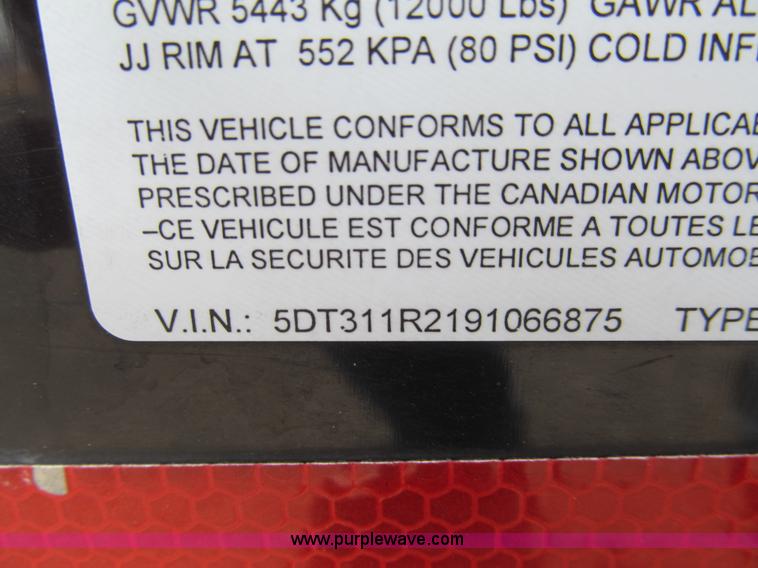 GVWR 5443 Kg (12000 Lbs) GAWR
JJ RIM AT 552 KPA (80 PSI) COLD
THIS VEHICLE CONFORMS TO ALL
THE DATE OF MANUFACTURE SHOWN
PRESCRIBED UNDER THE CANADIAN MOTOR
–CE VEHICULE EST CONFORME A TOUTES
SUR LA SECURITE DES VEHICULES
V.I.N.: 5DT311R2191066875 TYPE
www.purplewave.com